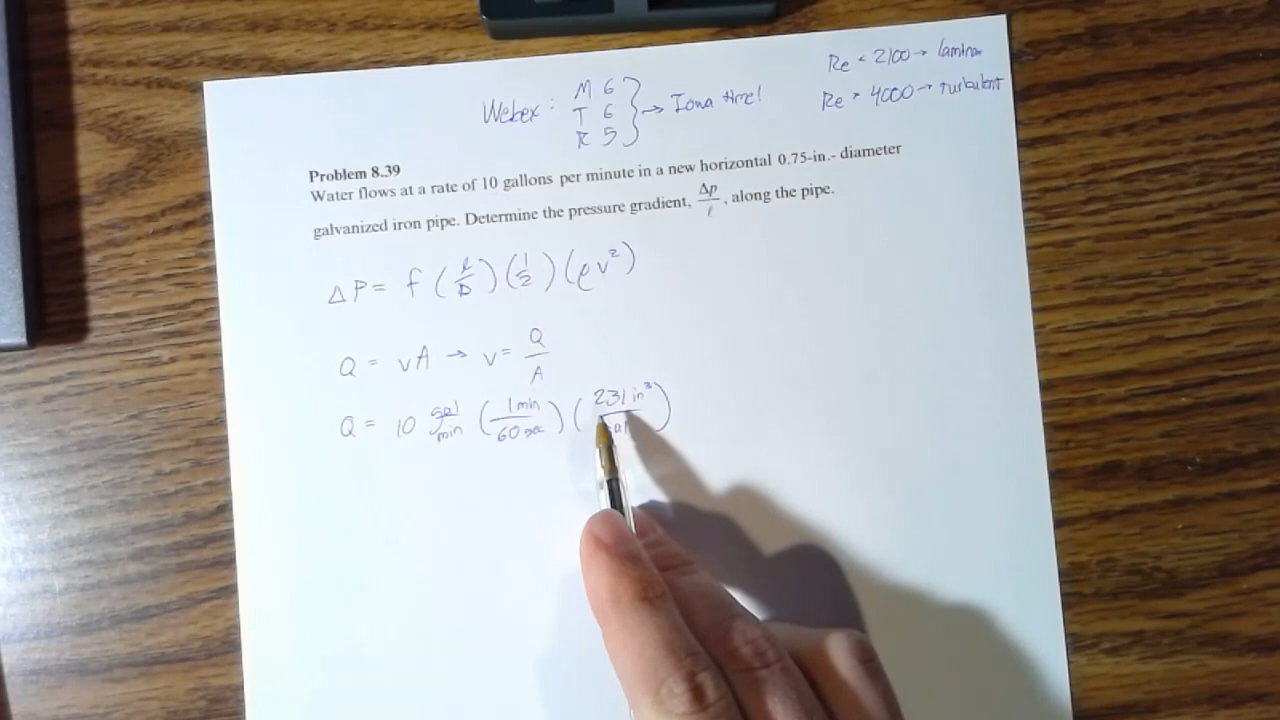 Re < 2100 → laminar
Re > 4000 → turbulent
Webex : M 6
T 6
R 5
→ Iowa time!
Problem 8.39
Water flows at a rate of 10 gallons per minute in a new horizontal 0.75-in.- diameter
galvanized iron pipe. Determine the pressure gradient, Δp/ℓ, along the pipe.
ΔP = f (ℓ/D) (1/2) (ρv²)
Q = vA → v = Q/A
Q = 10 gal/min (1 min/60 sec) (231 in³/